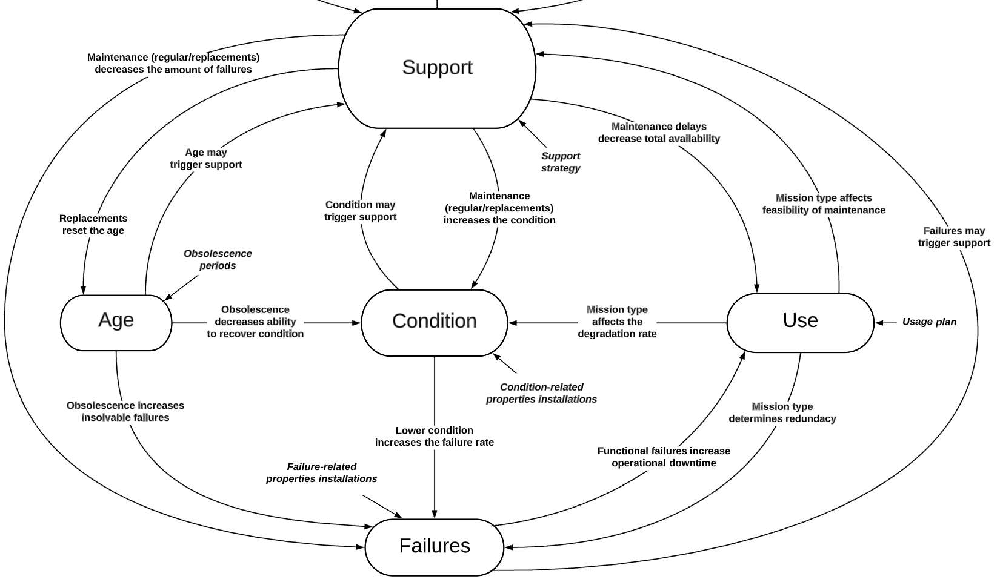 Maintenance (regular/replacements)
decreases the amount of failures
Support
Maintenance delays
decrease total availability
Age may
trigger support
Support
strategy
Condition may
trigger support
Maintenance
(regular/replacements)
increases the condition
Mission type affects
feasibility of maintenance
Replacements
reset the age
Failures may
trigger support
Obsolescence
periods
Age
Obsolescence
decreases ability
to recover condition
Condition
Mission type
affects the
degradation rate
Use
Usage plan
Condition-related
properties installations
Obsolescence increases
insolvable failures
Mission type
determines redundacy
Lower condition
increases the failure rate
Functional failures increase
operational downtime
Failure-related
properties installations
Failures